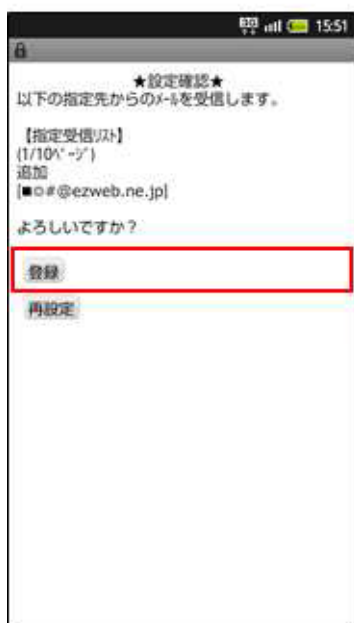 15:51
★設定確認★
以下の指定先からのﾒｰﾙを受信します。
【指定受信ﾘｽﾄ】
(1/10ﾍﾟｰｼﾞ)
追加
[■○#@ezweb.ne.jp]
よろしいですか？
登録
再設定